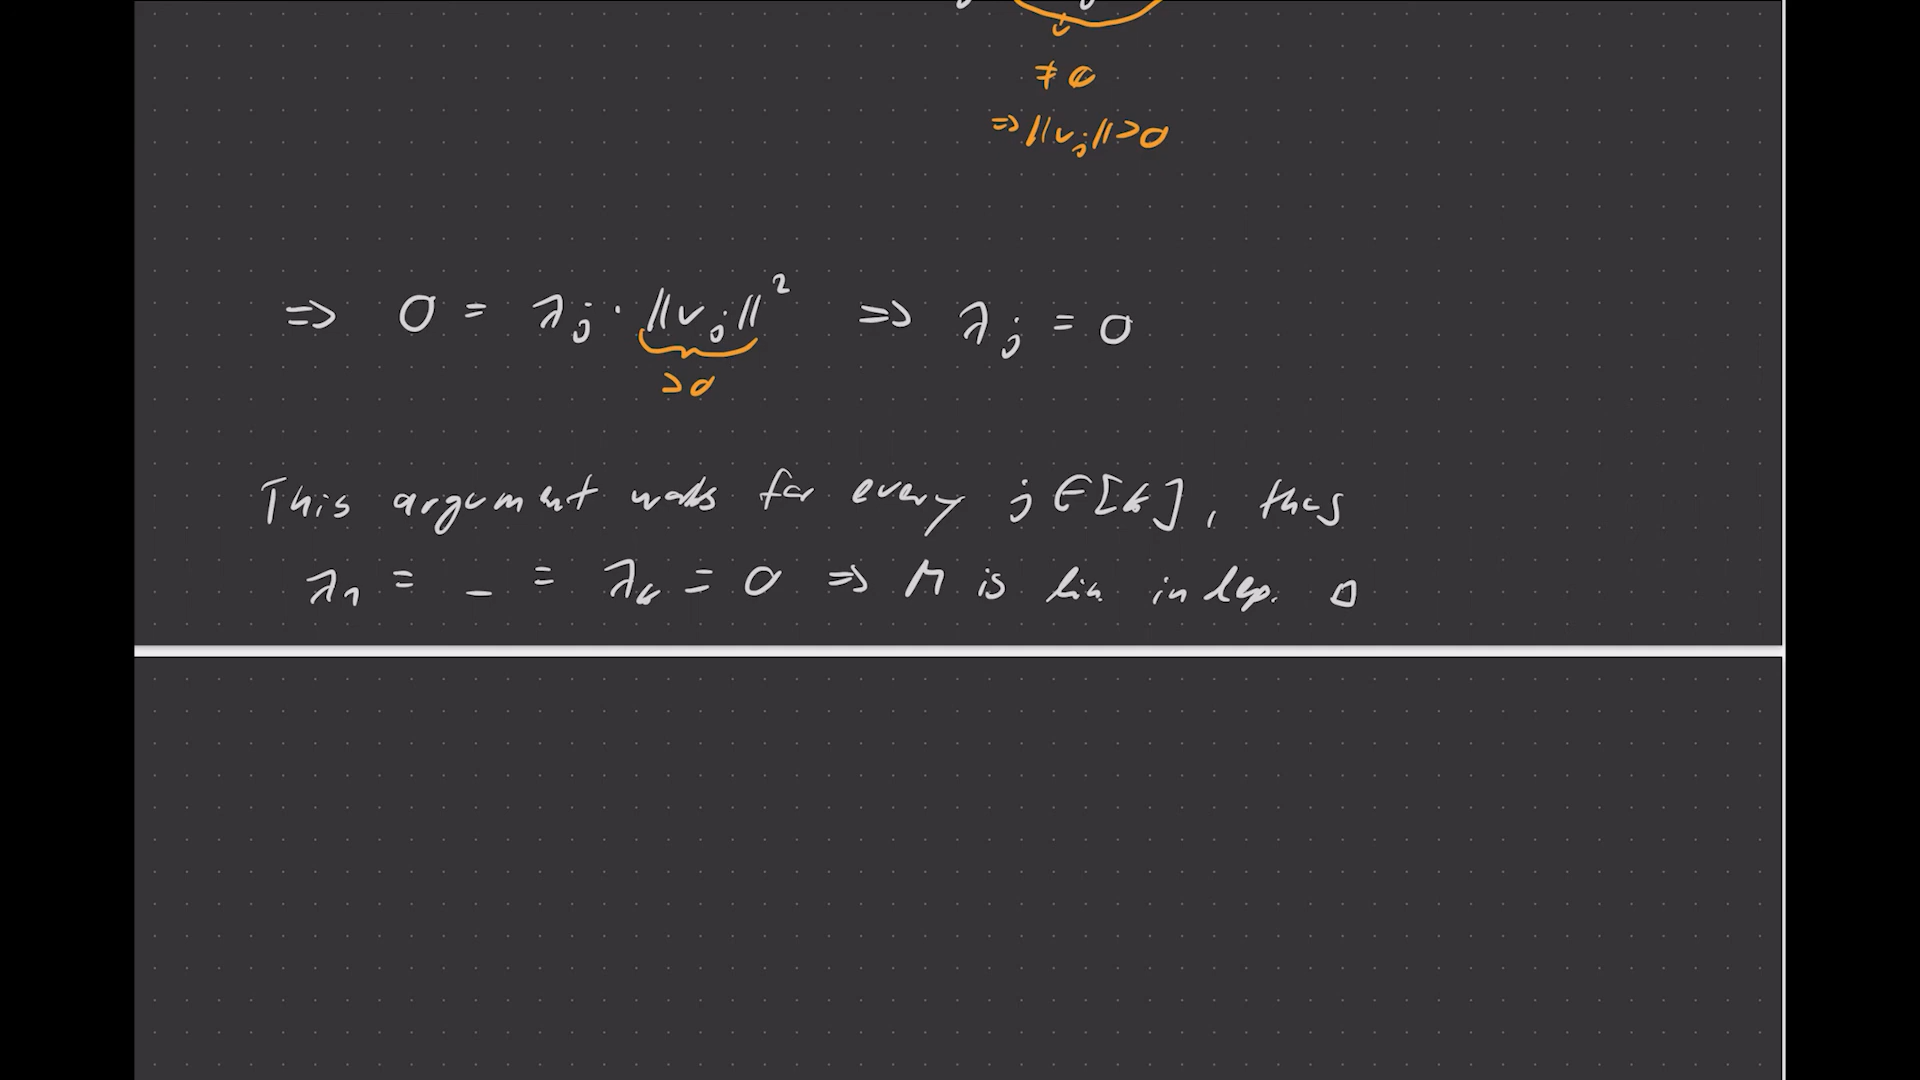 ≠ 0
⇒ ||v_j|| > 0
⇒ 0 = λ_j · ||v_j||² ⇒ λ_j = 0
> 0
This argument works for every j ∈ [k], thus
λ_1 = _ = λ_k = 0 ⇒ M is lin. indep. □